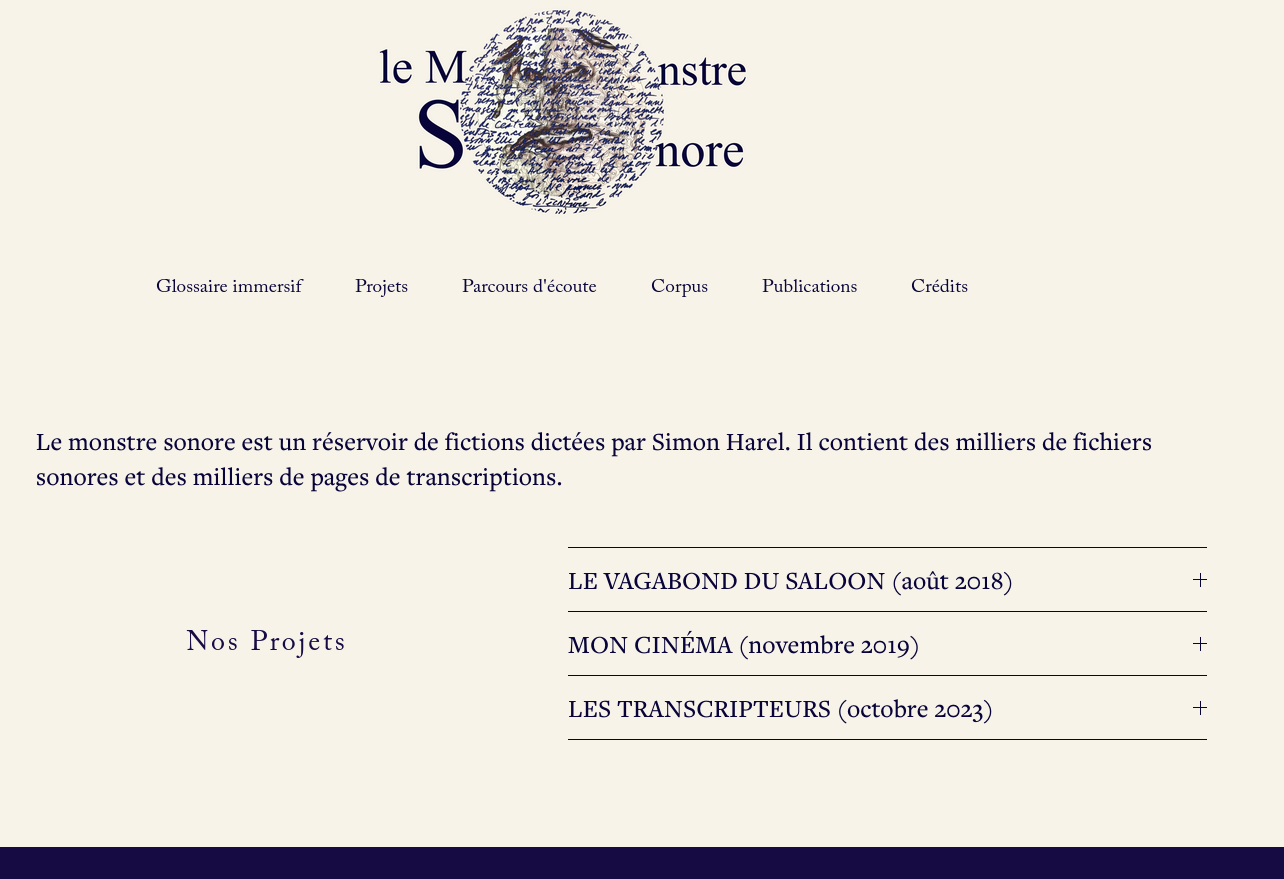 le M nstre
S nore
Glossaire immersif Projets Parcours d'écoute Corpus Publications Crédits
Le monstre sonore est un réservoir de fictions dictées par Simon Harel. Il contient des milliers de fichiers
sonores et des milliers de pages de transcriptions.
Nos Projets
LE VAGABOND DU SALOON (août 2018)
MON CINÉMA (novembre 2019)
LES TRANSCRIPTEURS (octobre 2023)